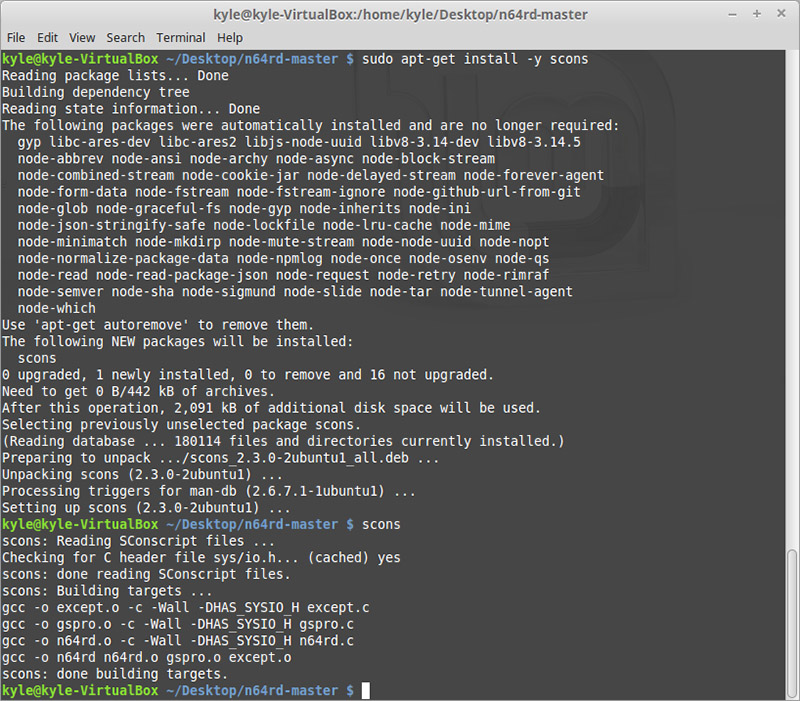 kyle@kyle-VirtualBox:/home/kyle/Desktop/n64rd-master
File Edit View Search Terminal Help
kyle@kyle-VirtualBox ~/Desktop/n64rd-master $ sudo apt-get install -y scons
Reading package lists... Done
Building dependency tree
Reading state information... Done
The following packages were automatically installed and are no longer required:
  gyp libc-ares-dev libc-ares2 libjs-node-uuid libv8-3.14-dev libv8-3.14.5
  node-abbrev node-ansi node-archy node-async node-block-stream
  node-combined-stream node-cookie-jar node-delayed-stream node-forever-agent
  node-form-data node-fstream node-fstream-ignore node-github-url-from-git
  node-glob node-graceful-fs node-gyp node-inherits node-ini
  node-json-stringify-safe node-lockfile node-lru-cache node-mime
  node-minimatch node-mkdirp node-mute-stream node-node-uuid node-nopt
  node-normalize-package-data node-npmlog node-once node-osenv node-qs
  node-read node-read-package-json node-request node-retry node-rimraf
  node-semver node-sha node-sigmund node-slide node-tar node-tunnel-agent
  node-which
Use 'apt-get autoremove' to remove them.
The following NEW packages will be installed:
  scons
0 upgraded, 1 newly installed, 0 to remove and 16 not upgraded.
Need to get 0 B/442 kB of archives.
After this operation, 2,091 kB of additional disk space will be used.
Selecting previously unselected package scons.
(Reading database ... 180114 files and directories currently installed.)
Preparing to unpack .../scons_2.3.0-2ubuntu1_all.deb ...
Unpacking scons (2.3.0-2ubuntu1) ...
Processing triggers for man-db (2.6.7.1-1ubuntu1) ...
Setting up scons (2.3.0-2ubuntu1) ...
kyle@kyle-VirtualBox ~/Desktop/n64rd-master $ scons
scons: Reading SConscript files ...
Checking for C header file sys/io.h... (cached) yes
scons: done reading SConscript files.
scons: Building targets ...
gcc -o except.o -c -Wall -DHAS_SYSIO_H except.c
gcc -o gspro.o -c -Wall -DHAS_SYSIO_H gspro.c
gcc -o n64rd.o -c -Wall -DHAS_SYSIO_H n64rd.c
gcc -o n64rd n64rd.o gspro.o except.o
scons: done building targets.
kyle@kyle-VirtualBox ~/Desktop/n64rd-master $